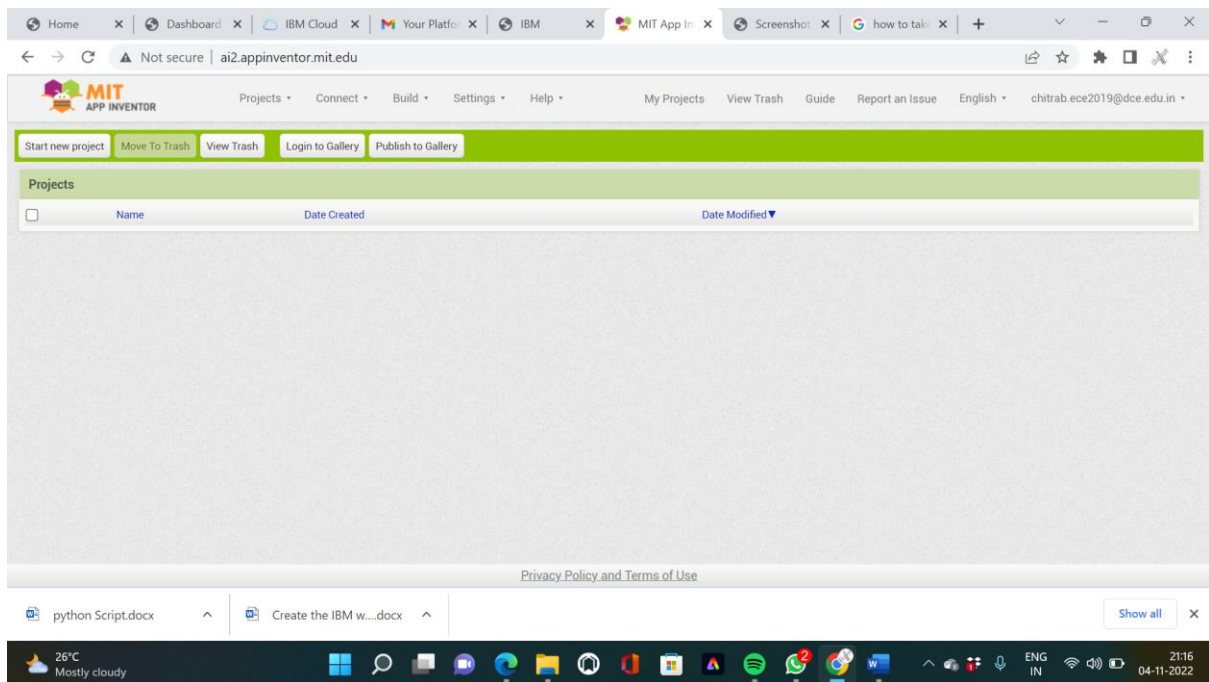 Home Dashboard IBM Cloud Your Platfo IBM MIT App In Screenshot how to take
Not secure ai2.appinventor.mit.edu
MIT
APP INVENTOR
Projects Connect Build Settings Help My Projects View Trash Guide Report an Issue English chitrab.ece2019@dce.edu.in
Start new project Move To Trash View Trash Login to Gallery Publish to Gallery
Projects
Name Date Created Date Modified▼
Privacy Policy and Terms of Use
python Script.docx Create the IBM w....docx Show all
26°C
Mostly cloudy
2
ENG
IN
21:16
04-11-2022